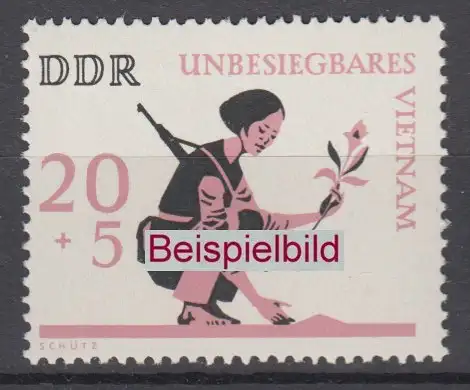 DDR
UNBESIEGBARES
VIETNAM
20
+ 5
Beispielbild
SCHÜTZ